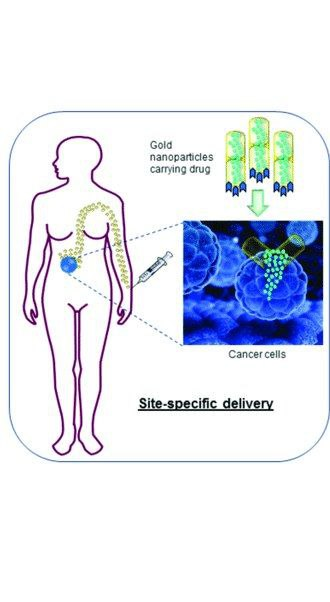 Gold
nanoparticles
carrying drug
Cancer cells
Site-specific delivery